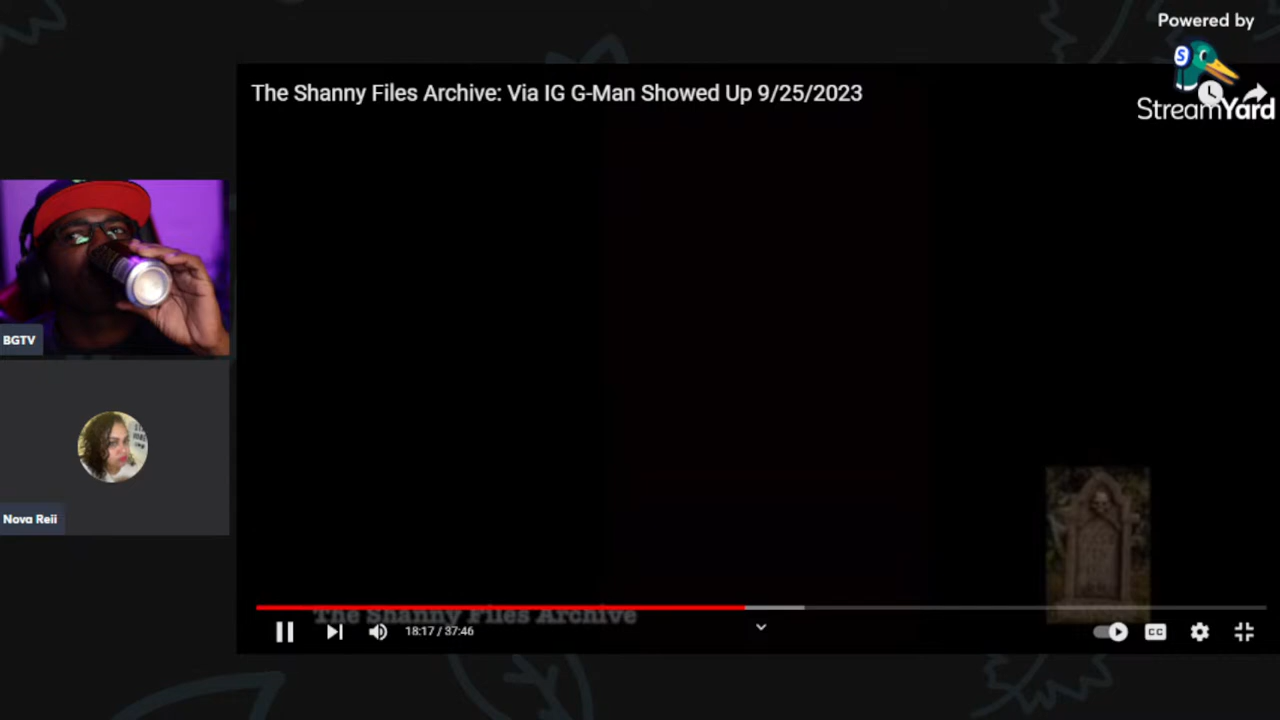 Powered by
StreamYard
The Shanny Files Archive: Via IG G-Man Showed Up 9/25/2023
BGTV
Nova Reii
The Shanny Files Archive
18:17 / 37:46
CC